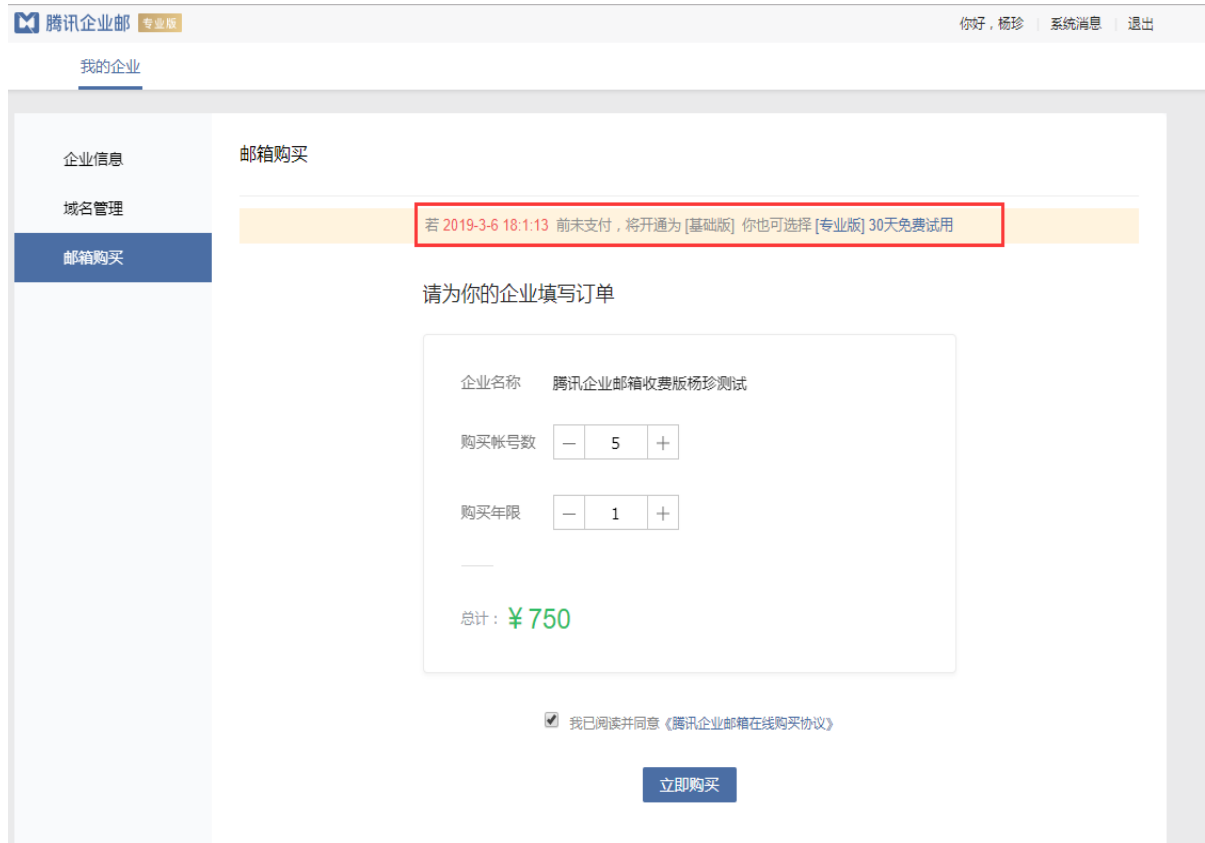 腾讯企业邮 专业版
你好，杨珍 系统消息 退出
我的企业
企业信息
域名管理
邮箱购买
邮箱购买
若 2019-3-6 18:1:13 前未支付，将开通为 [基础版] 你也可选择 [专业版] 30天免费试用
请为你的企业填写订单
企业名称 腾讯企业邮箱收费版杨珍测试
购买帐号数 － 5 ＋
购买年限 － 1 ＋
总计：￥750
我已阅读并同意《腾讯企业邮箱在线购买协议》
立即购买